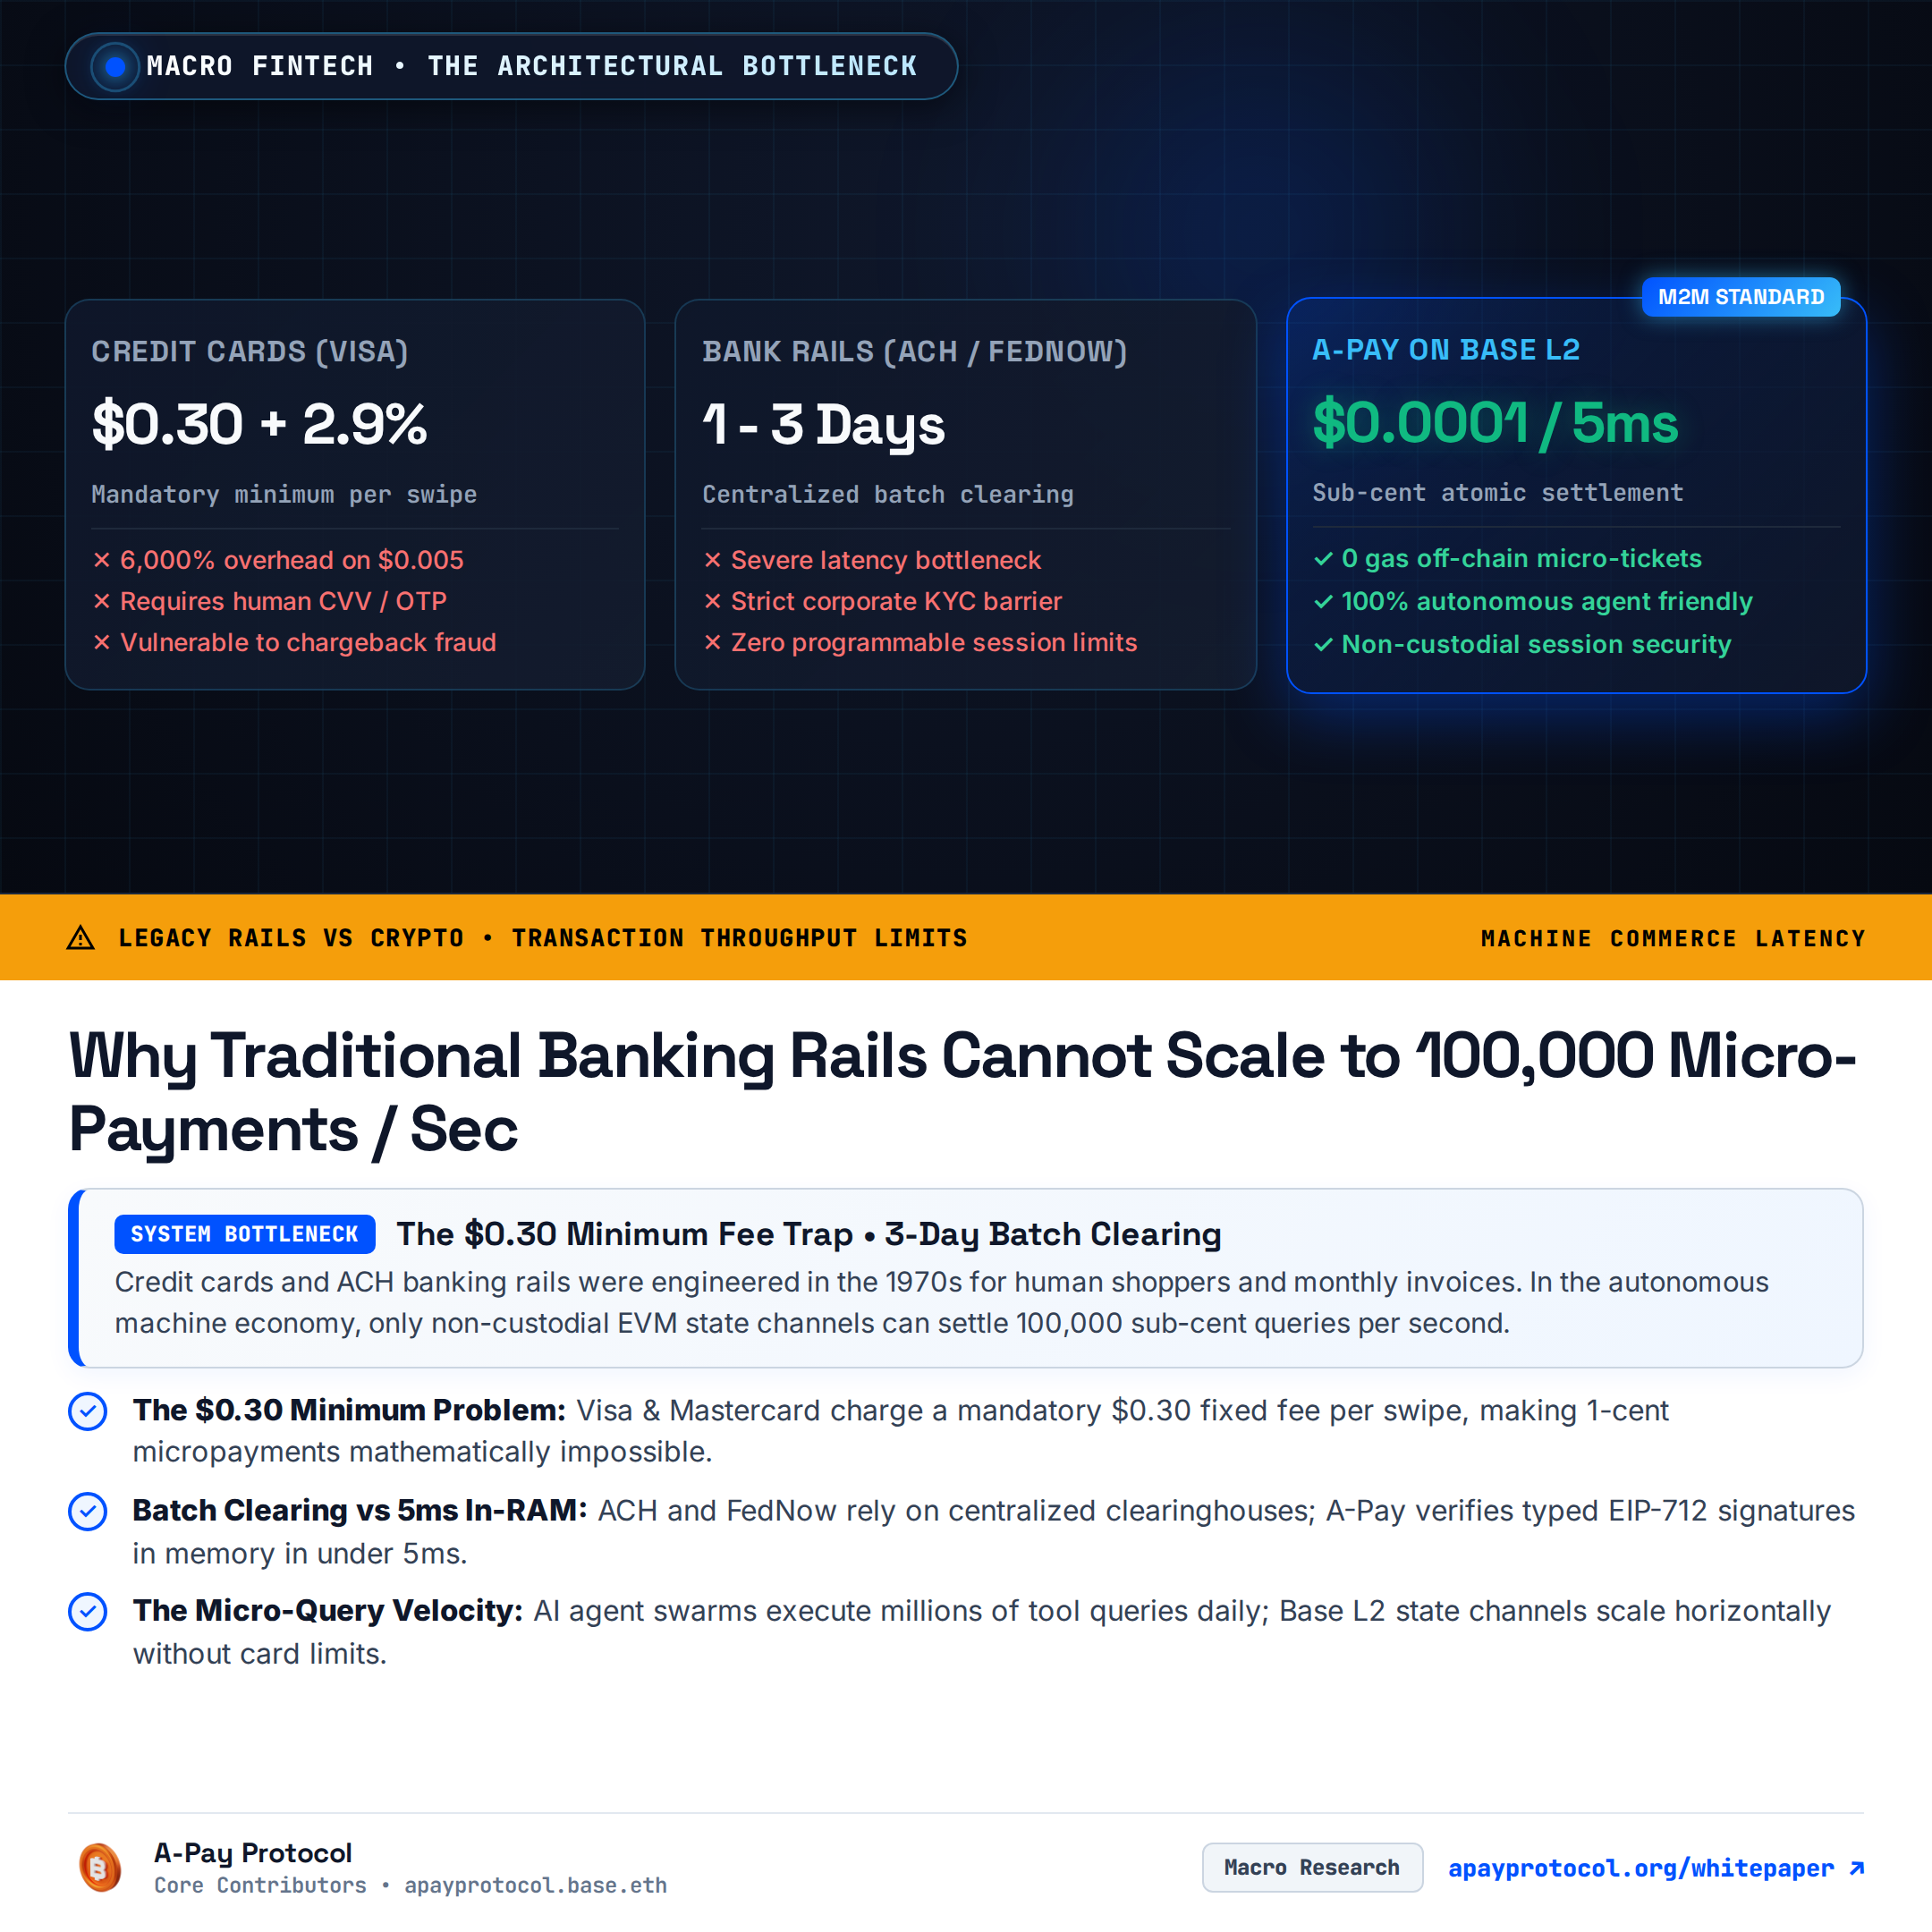 MACRO FINTECH • THE ARCHITECTURAL BOTTLENECK
CREDIT CARDS (VISA)
$0.30 + 2.9%
Mandatory minimum per swipe
✕ 6,000% overhead on $0.005
✕ Requires human CVV / OTP
✕ Vulnerable to chargeback fraud
BANK RAILS (ACH / FEDNOW)
1 - 3 Days
Centralized batch clearing
✕ Severe latency bottleneck
✕ Strict corporate KYC barrier
✕ Zero programmable session limits
M2M STANDARD
A-PAY ON BASE L2
$0.0001 / 5ms
Sub-cent atomic settlement
✓ 0 gas off-chain micro-tickets
✓ 100% autonomous agent friendly
✓ Non-custodial session security
LEGACY RAILS VS CRYPTO • TRANSACTION THROUGHPUT LIMITS
MACHINE COMMERCE LATENCY
Why Traditional Banking Rails Cannot Scale to 100,000 Micro-
Payments / Sec
SYSTEM BOTTLENECK The $0.30 Minimum Fee Trap • 3-Day Batch Clearing
Credit cards and ACH banking rails were engineered in the 1970s for human shoppers and monthly invoices. In the autonomous
machine economy, only non-custodial EVM state channels can settle 100,000 sub-cent queries per second.
The $0.30 Minimum Problem: Visa & Mastercard charge a mandatory $0.30 fixed fee per swipe, making 1-cent
micropayments mathematically impossible.
Batch Clearing vs 5ms In-RAM: ACH and FedNow rely on centralized clearinghouses; A-Pay verifies typed EIP-712 signatures
in memory in under 5ms.
The Micro-Query Velocity: AI agent swarms execute millions of tool queries daily; Base L2 state channels scale horizontally
without card limits.
A-Pay Protocol
Core Contributors • apayprotocol.base.eth
Macro Research
apayprotocol.org/whitepaper ↗